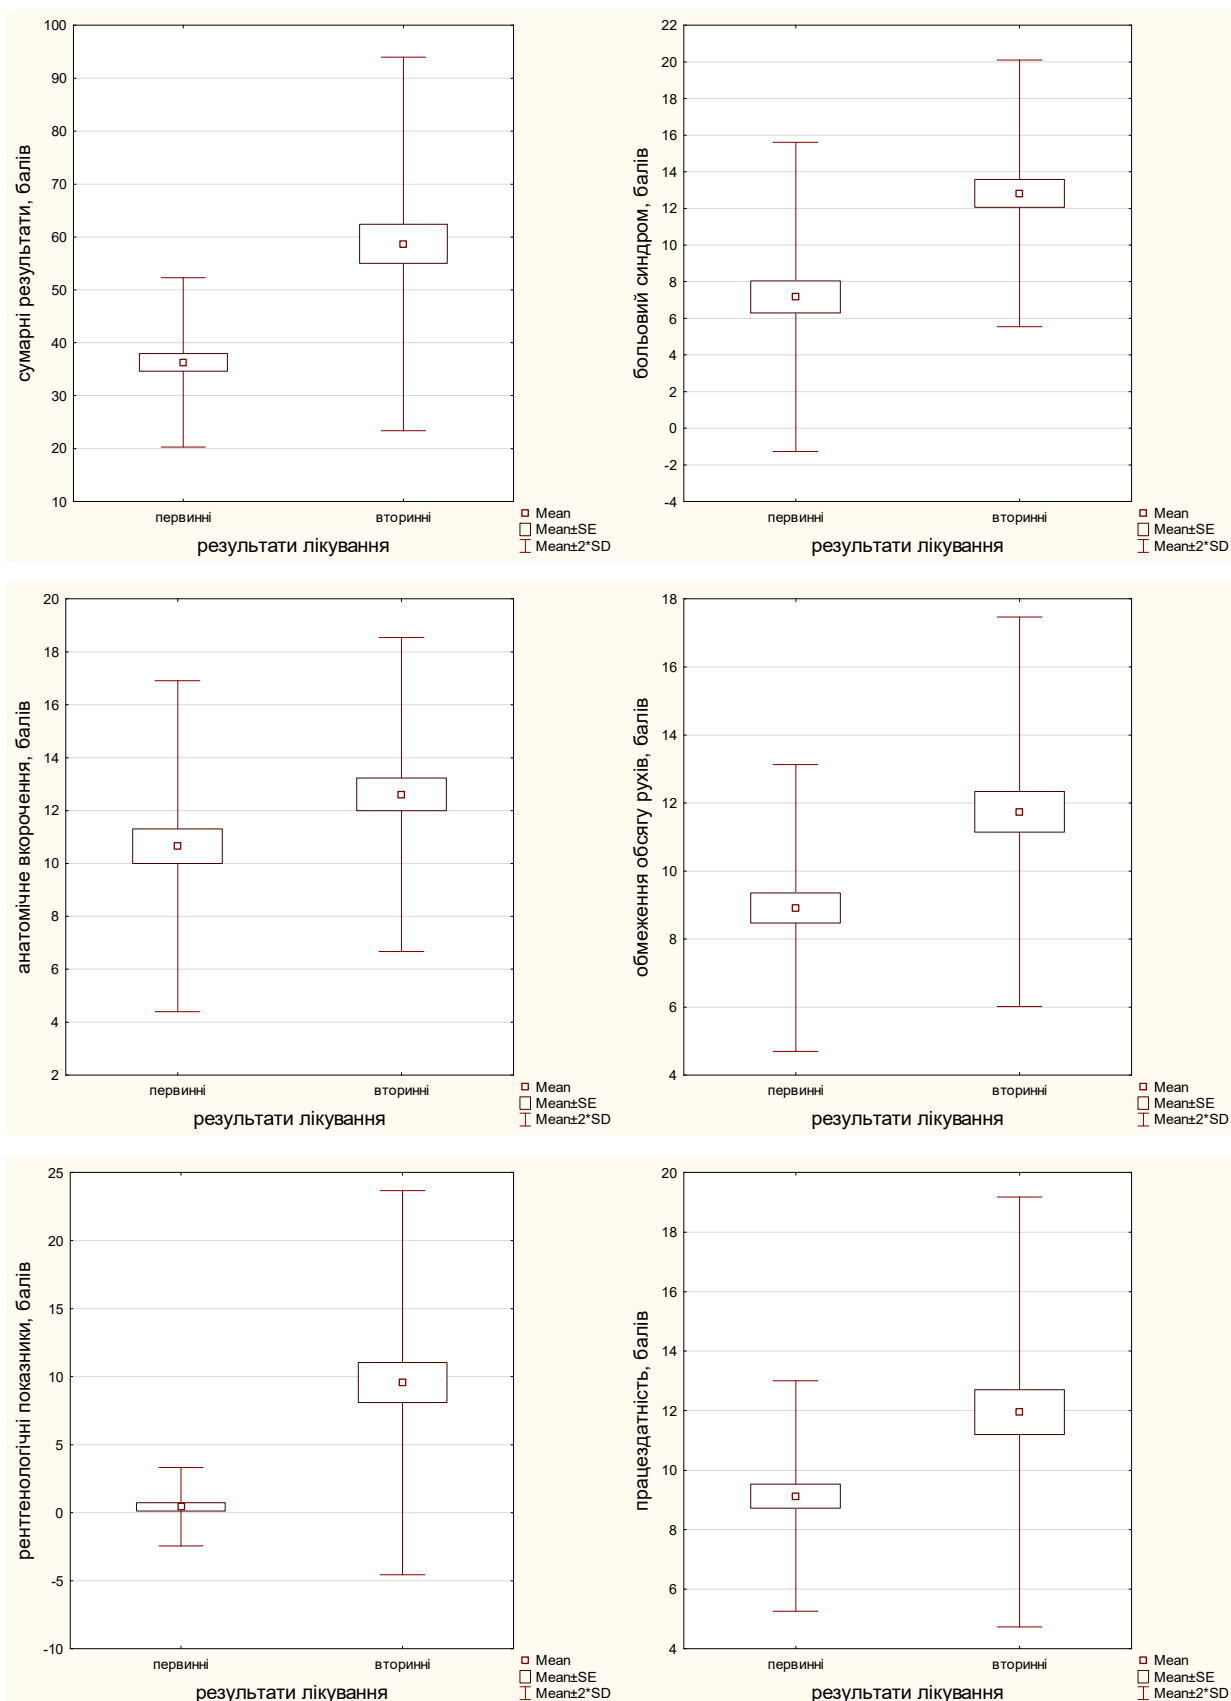 сумарні результати, балів
100
90
80
70
60
50
40
30
20
10
первинні
вторинні
результати лікування
Mean
Mean±SE
Mean±2*SD
больовий синдром, балів
22
20
18
16
14
12
10
8
6
4
2
0
-2
-4
первинні
вторинні
результати лікування
Mean
Mean±SE
Mean±2*SD
анатомічне вкорочення, балів
20
18
16
14
12
10
8
6
4
2
первинні
вторинні
результати лікування
Mean
Mean±SE
Mean±2*SD
обмеження обсягу рухів, балів
18
16
14
12
10
8
6
4
первинні
вторинні
результати лікування
Mean
Mean±SE
Mean±2*SD
рентгенологічні показники, балів
25
20
15
10
5
0
-5
-10
первинні
вторинні
результати лікування
Mean
Mean±SE
Mean±2*SD
працездатність, балів
20
18
16
14
12
10
8
6
4
первинні
вторинні
результати лікування
Mean
Mean±SE
Mean±2*SD